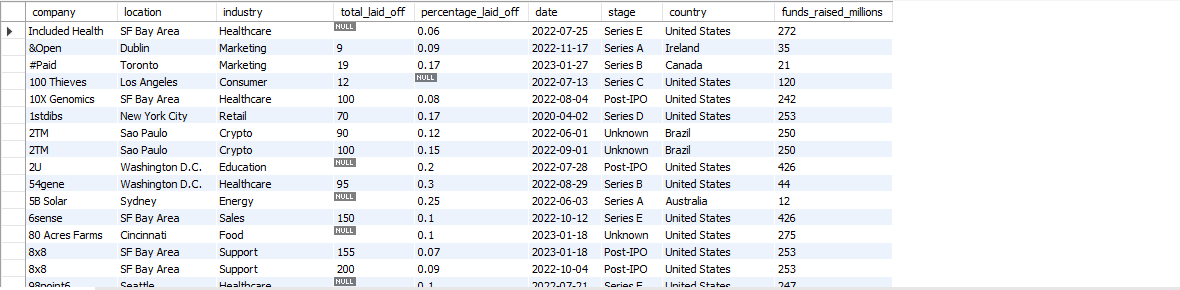 company location industry total_laid_off percentage_laid_off date stage country funds_raised_millions
Included Health SF Bay Area Healthcare NULL 0.06 2022-07-25 Series E United States 272
&Open Dublin Marketing 9 0.09 2022-11-17 Series A Ireland 35
#Paid Toronto Marketing 19 0.17 2023-01-27 Series B Canada 21
100 Thieves Los Angeles Consumer 12 NULL 2022-07-13 Series C United States 120
10X Genomics SF Bay Area Healthcare 100 0.08 2022-08-04 Post-IPO United States 242
1stdibs New York City Retail 70 0.17 2020-04-02 Series D United States 253
2TM Sao Paulo Crypto 90 0.12 2022-06-01 Unknown Brazil 250
2TM Sao Paulo Crypto 100 0.15 2022-09-01 Unknown Brazil 250
2U Washington D.C. Education NULL 0.2 2022-07-28 Post-IPO United States 426
54gene Washington D.C. Healthcare 95 0.3 2022-08-29 Series B United States 44
5B Solar Sydney Energy NULL 0.25 2022-06-03 Series A Australia 12
6sense SF Bay Area Sales 150 0.1 2022-10-12 Series E United States 426
80 Acres Farms Cincinnati Food NULL 0.1 2023-01-18 Unknown United States 275
8x8 SF Bay Area Support 155 0.07 2023-01-18 Post-IPO United States 253
8x8 SF Bay Area Support 200 0.09 2022-10-04 Post-IPO United States 253
98point6 Seattle Healthcare NULL 0.1 2022-07-21 Series E United States 247